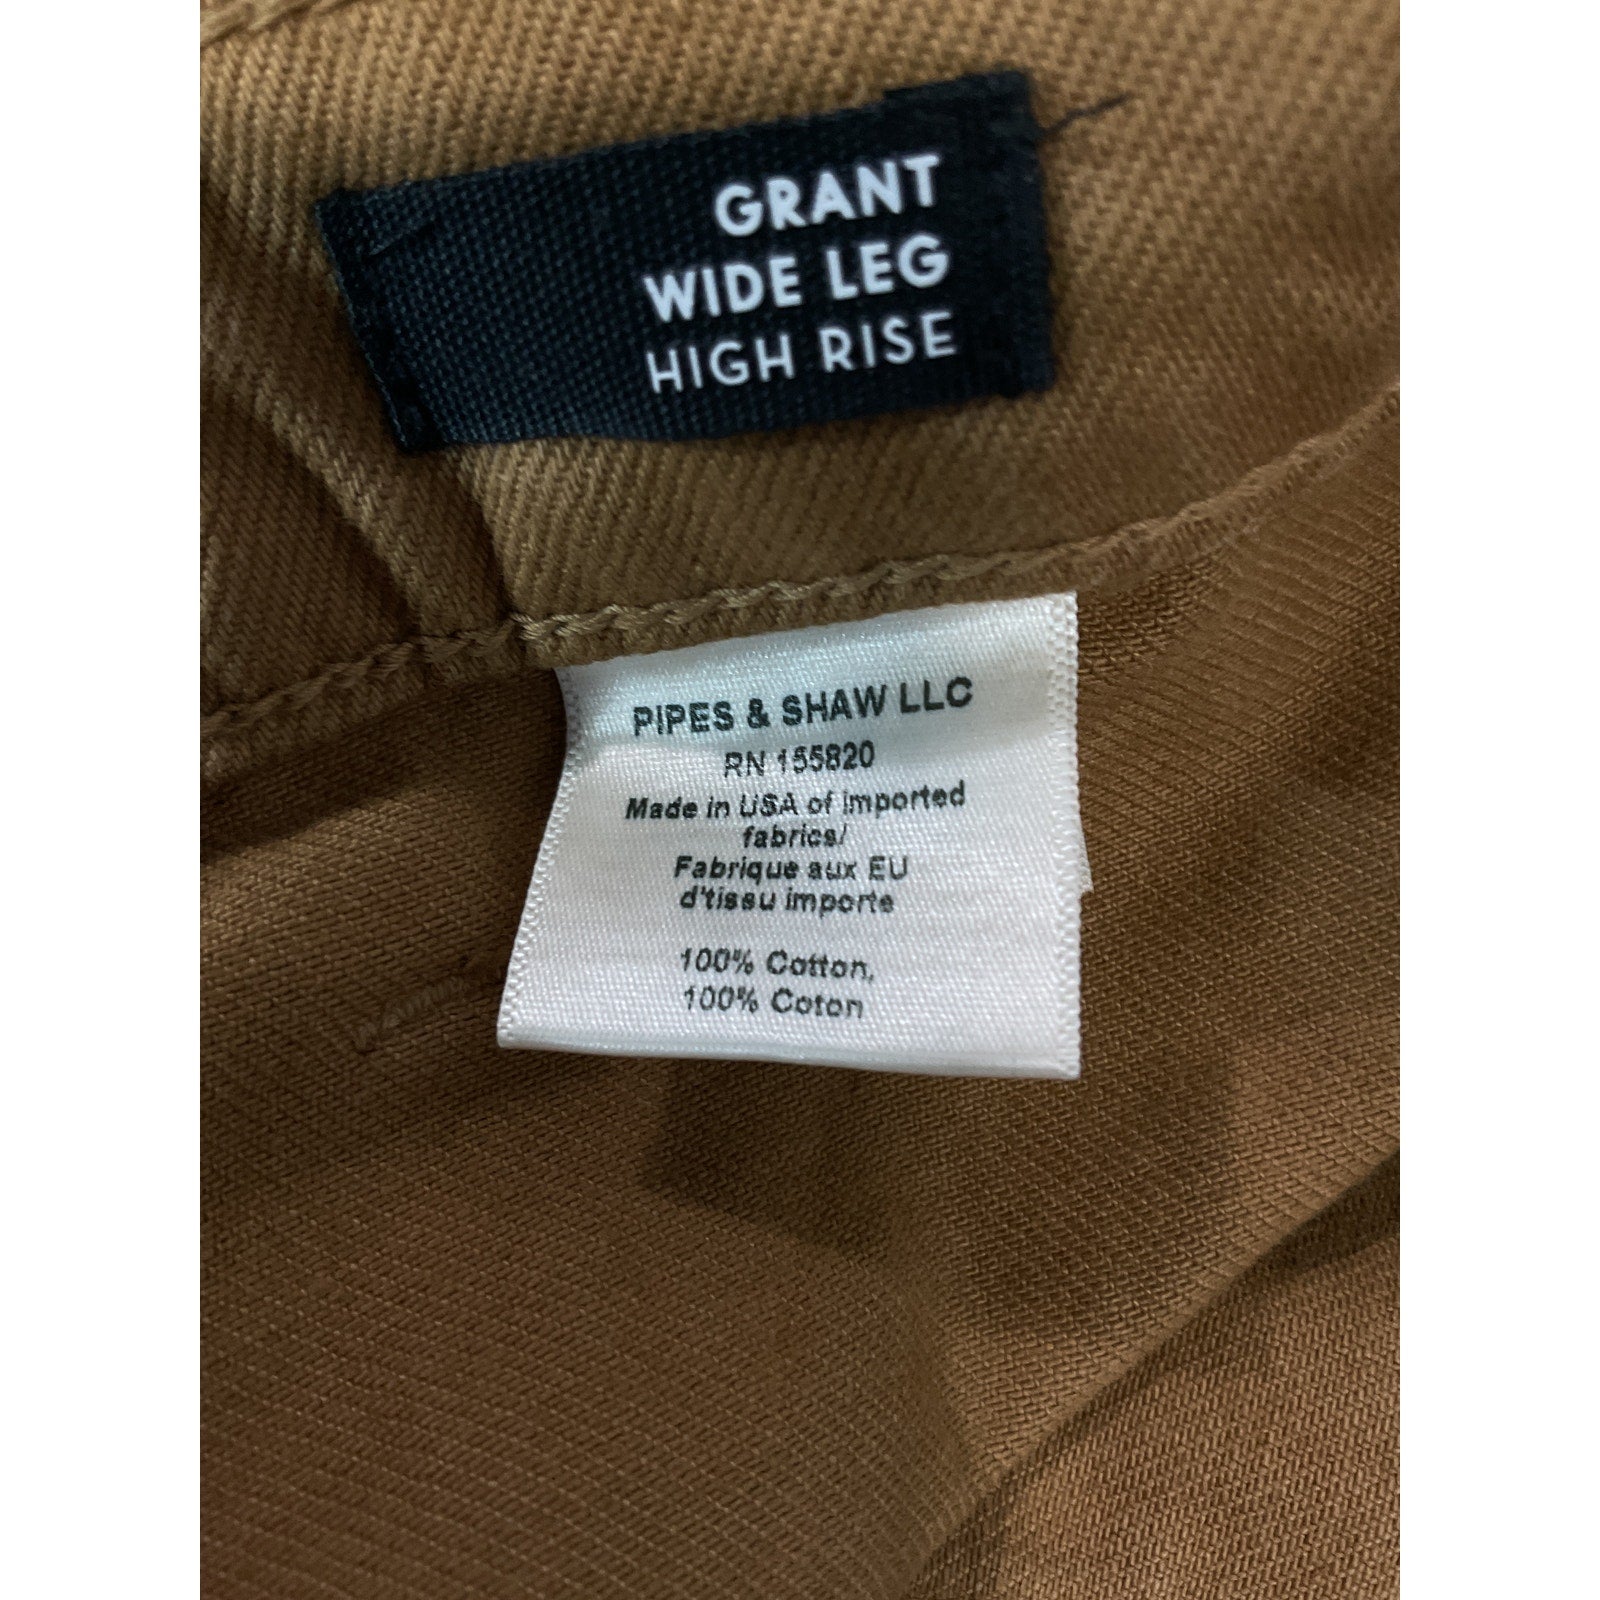 GRANT
WIDE LEG
HIGH RISE
PIPES & SHAW LLC
RN 155820
Made in USA of imported
fabrics/
Fabrique aux EU
d'tissu importe
100% Cotton,
100% Coton